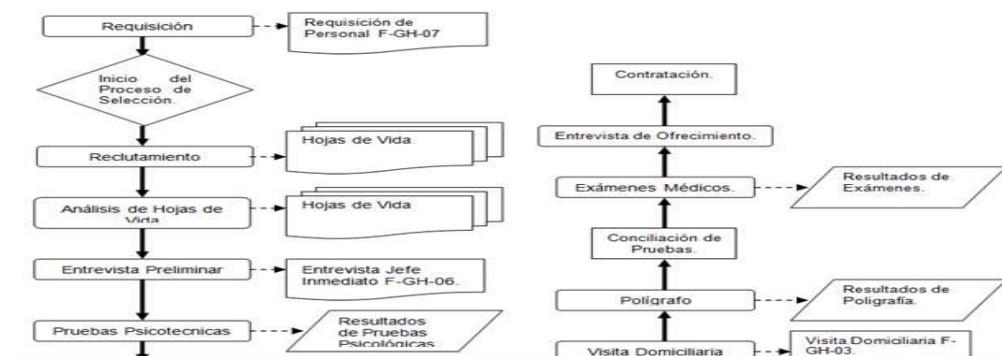 Requisición
Requisición de
Personal F-GH-07
Inicio del
Proceso de
Selección.
Reclutamiento
Hojas de Vida
Análisis de Hojas de
Vida
Hojas de Vida
Entrevista Preliminar
Entrevista Jefe
Inmediato F-GH-06.
Pruebas Psicotecnicas
Resultados
de Pruebas
Psicológicas
Contratación.
Entrevista de Ofrecimiento.
Exámenes Médicos.
Resultados de
Exámenes.
Conciliación de
Pruebas.
Polígrafo
Resultados de
Poligrafía.
Visita Domiciliaria
Visita Domiciliaria F-
GH-03.